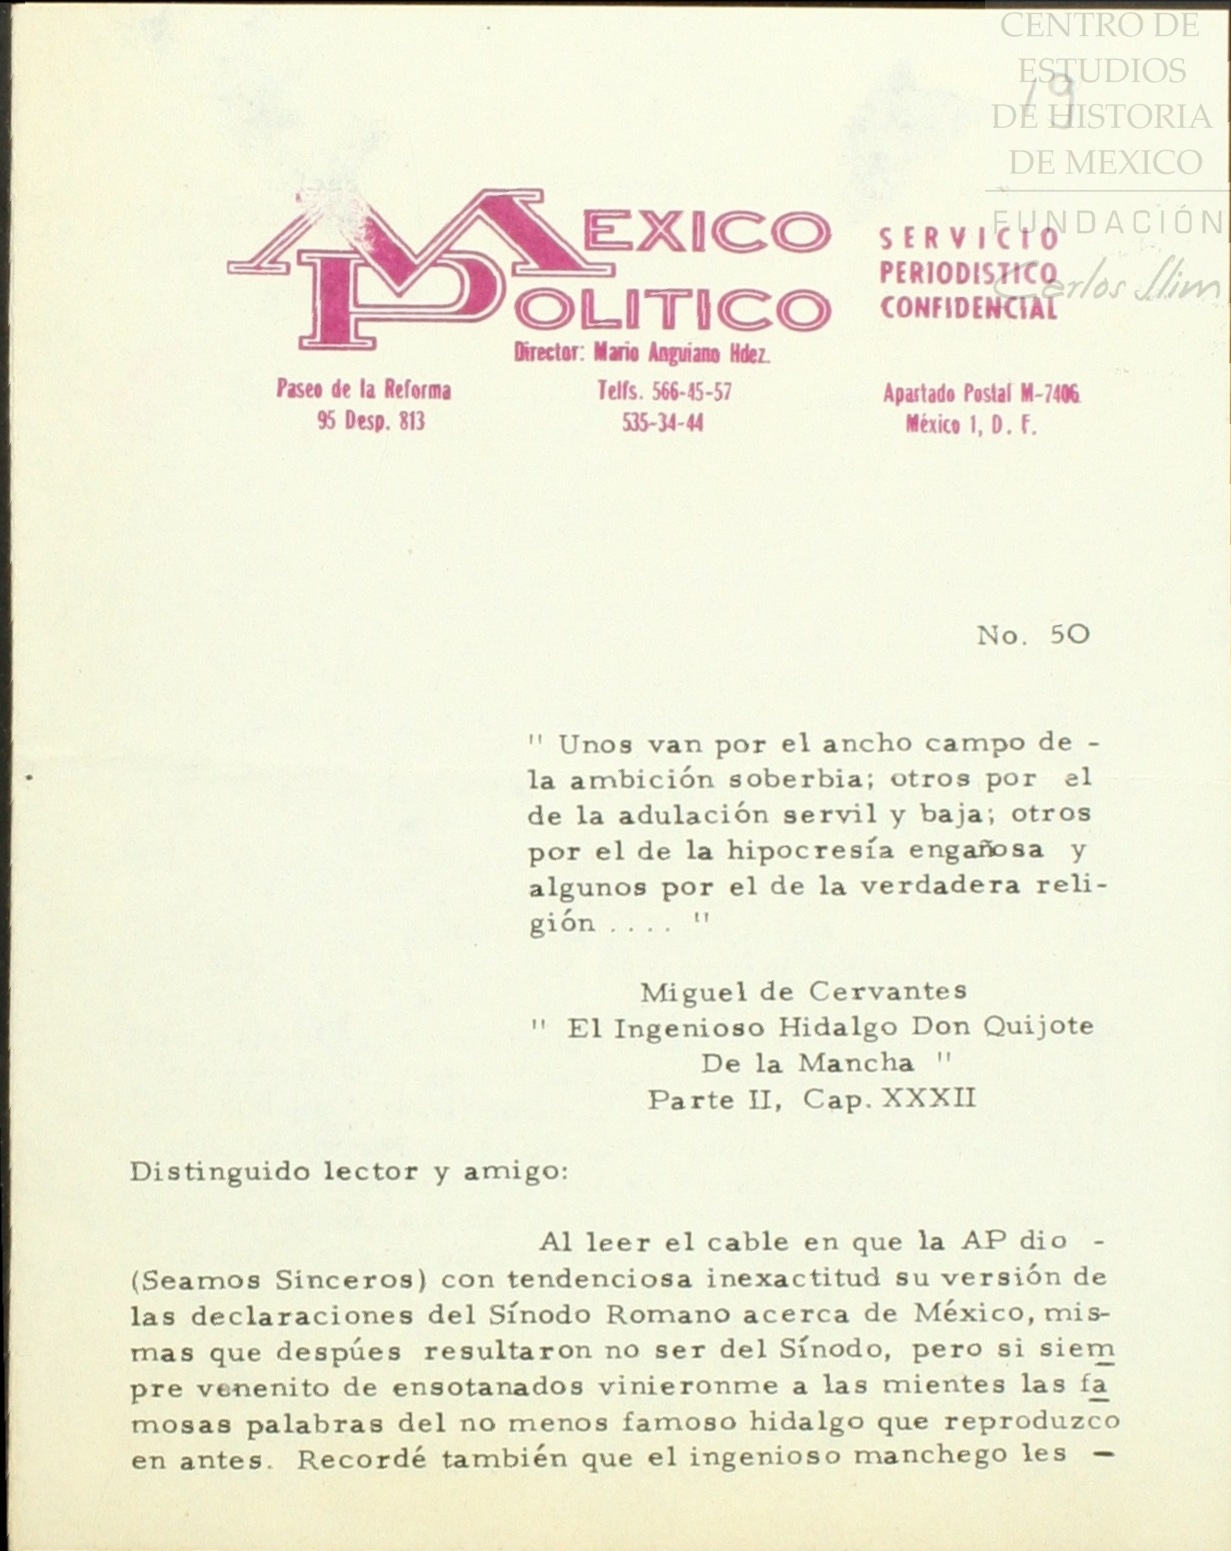 CENTRO DE
ESTUDIOS
DE HISTORIA
DE MEXICO
FUNDACIÓN
Carlos Slim
19
MEXICO
POLITICO
SERVICIO
PERIODISTICO
CONFIDENCIAL
Director: Mario Anguiano Hdez.
Paseo de la Reforma
95 Desp. 813
Telfs. 566-45-57
535-34-44
Apartado Postal M-7406
México 1, D. F.
No. 50
" Unos van por el ancho campo de -
la ambición soberbia; otros por el
de la adulación servil y baja; otros
por el de la hipocresía engañosa y
algunos por el de la verdadera reli-
gión .... "
Miguel de Cervantes
" El Ingenioso Hidalgo Don Quijote
De la Mancha "
Parte II, Cap. XXXII
Distinguido lector y amigo:
Al leer el cable en que la AP dio -
(Seamos Sinceros) con tendenciosa inexactitud su versión de
las declaraciones del Sínodo Romano acerca de México, mis-
mas que despúes resultaron no ser del Sínodo, pero si siem
pre venenito de ensotanados vinieronme a las mientes las fa
mosas palabras del no menos famoso hidalgo que reproduzco
en antes. Recordé también que el ingenioso manchego les -